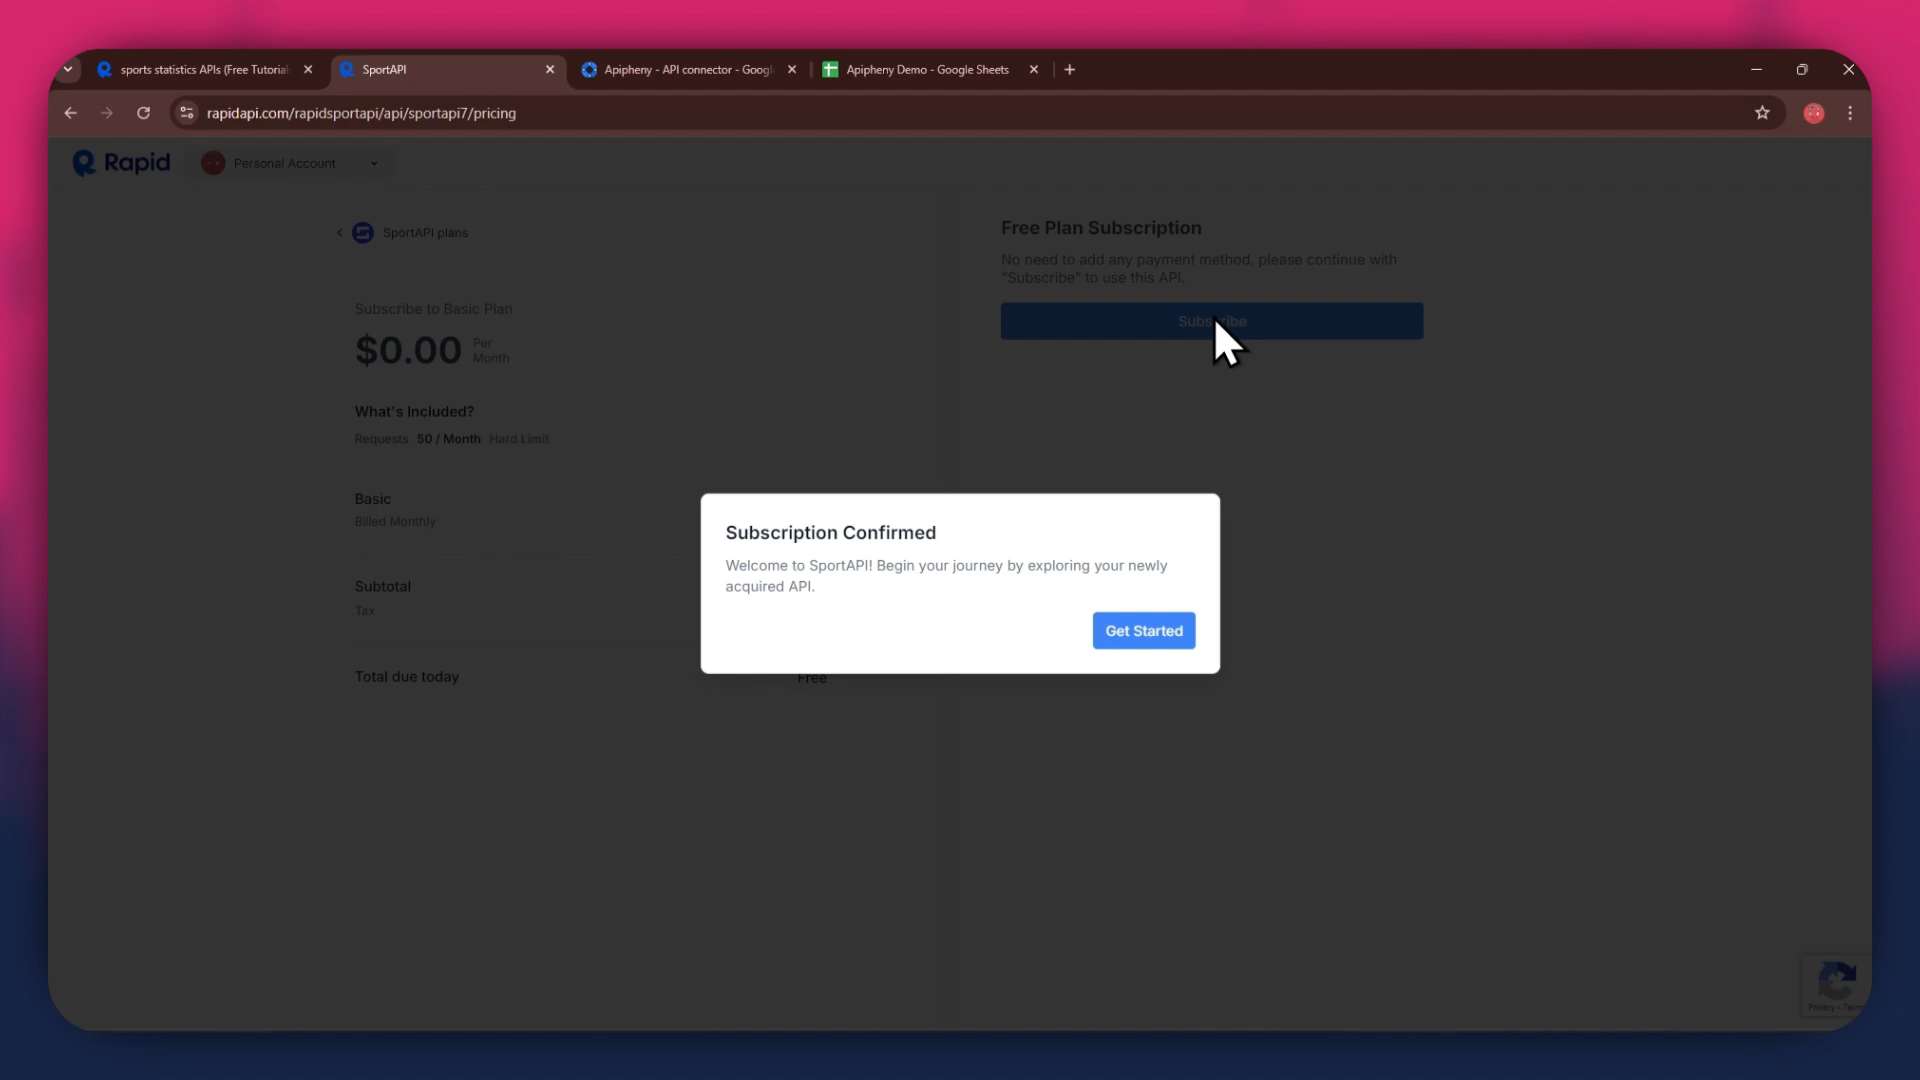 sports statistics APIs (Free Tutorial
SportAPI
Apipheny - API connector - Googl
Apipheny Demo - Google Sheets
rapidapi.com/rapidsportapi/api/sportapi7/pricing
Rapid
Personal Account
SportAPI plans
Subscribe to Basic Plan
$0.00 Per
Month
What's Included?
Requests 50 / Month Hard Limit
Basic
Billed Monthly
Subtotal
Tax
Total due today
Free
Free Plan Subscription
No need to add any payment method, please continue with
"Subscribe" to use this API.
Subscribe
Subscription Confirmed
Welcome to SportAPI! Begin your journey by exploring your newly
acquired API.
Get Started
Privacy - Terms